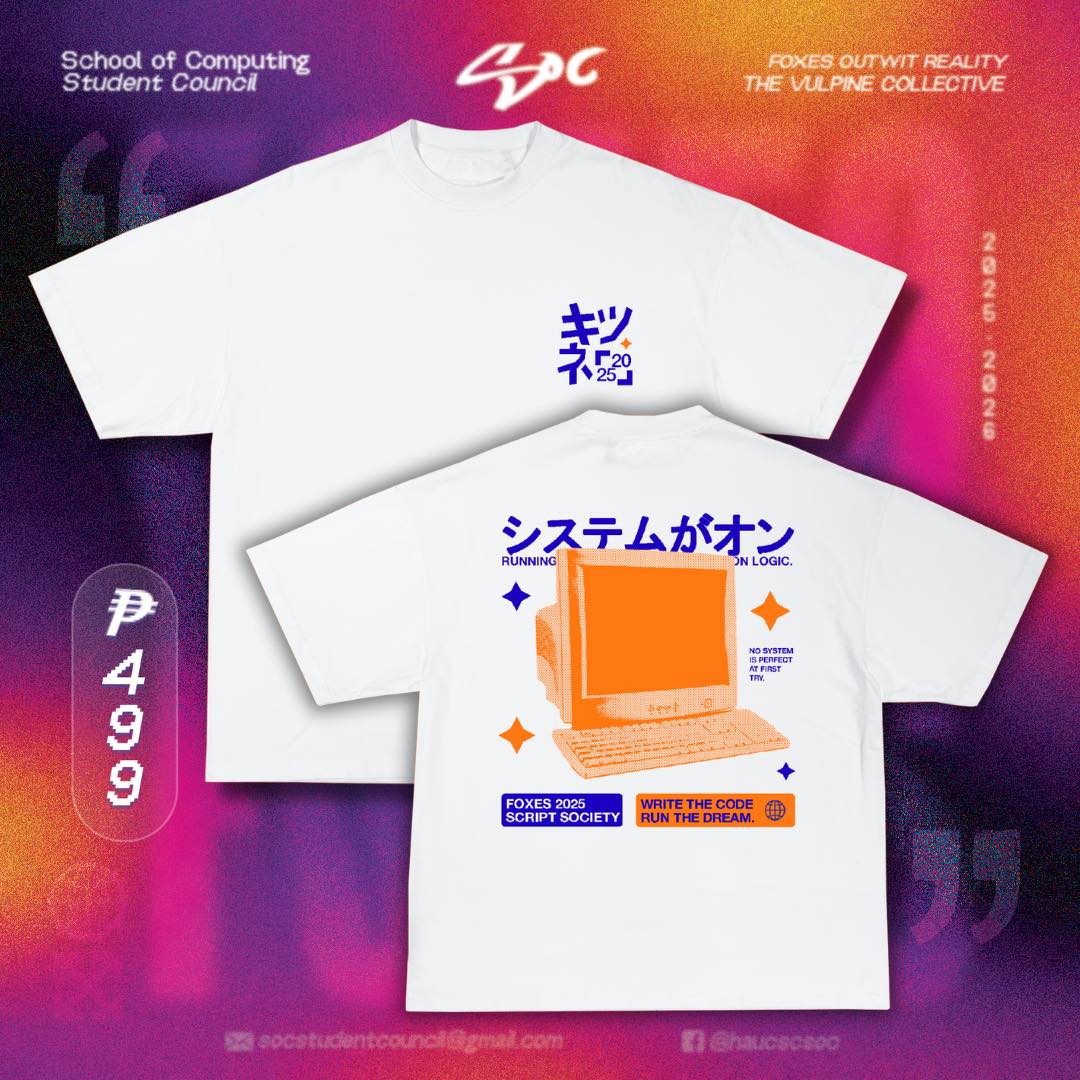 School of Computing
Student Council
SOC
FOXES OUTWIT REALITY
THE VULPINE COLLECTIVE
2025-2026
キツ
ネ「20
25」
システムがオン
RUNNING
ON LOGIC.
NO SYSTEM
IS PERFECT
AT FIRST
TRY.
₱
499
FOXES 2025
SCRIPT SOCIETY
WRITE THE CODE
RUN THE DREAM.
socstudentcouncil@gmail.com
@haucscsoc